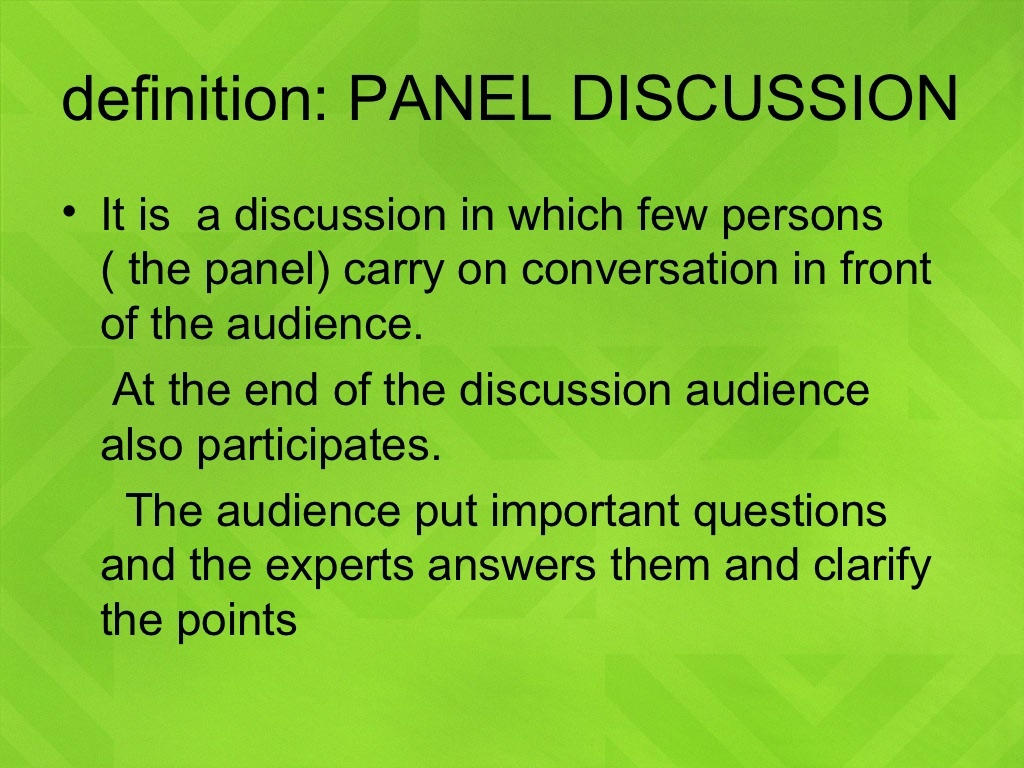 definition: PANEL DISCUSSION
• It is  a discussion in which few persons
( the panel) carry on conversation in front
of the audience.
At the end of the discussion audience
also participates.
The audience put important questions
and the experts answers them and clarify
the points